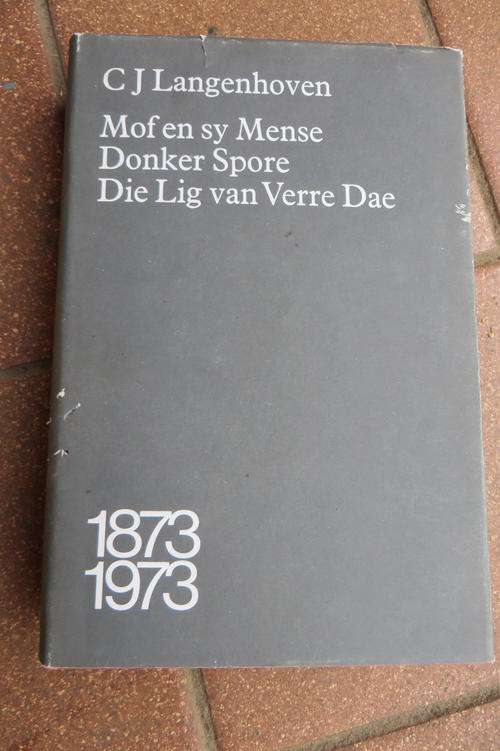 C J Langenhoven
Mof en sy Mense
Donker Spore
Die Lig van Verre Dae
1873
1973